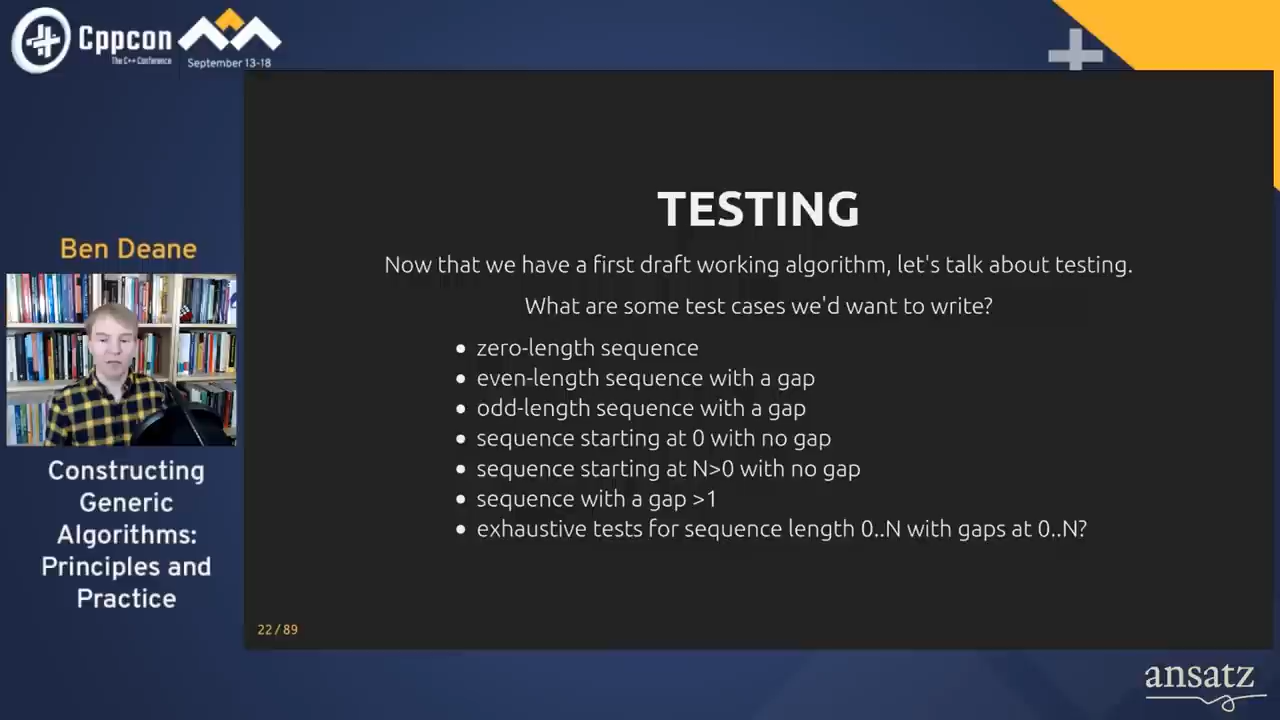 Cppcon
The C++ Conference
September 13-18
Ben Deane
Constructing
Generic
Algorithms:
Principles and
Practice
TESTING
Now that we have a first draft working algorithm, let's talk about testing.
What are some test cases we'd want to write?
• zero-length sequence
• even-length sequence with a gap
• odd-length sequence with a gap
• sequence starting at 0 with no gap
• sequence starting at N>0 with no gap
• sequence with a gap >1
• exhaustive tests for sequence length 0..N with gaps at 0..N?
22 / 89
ansatz